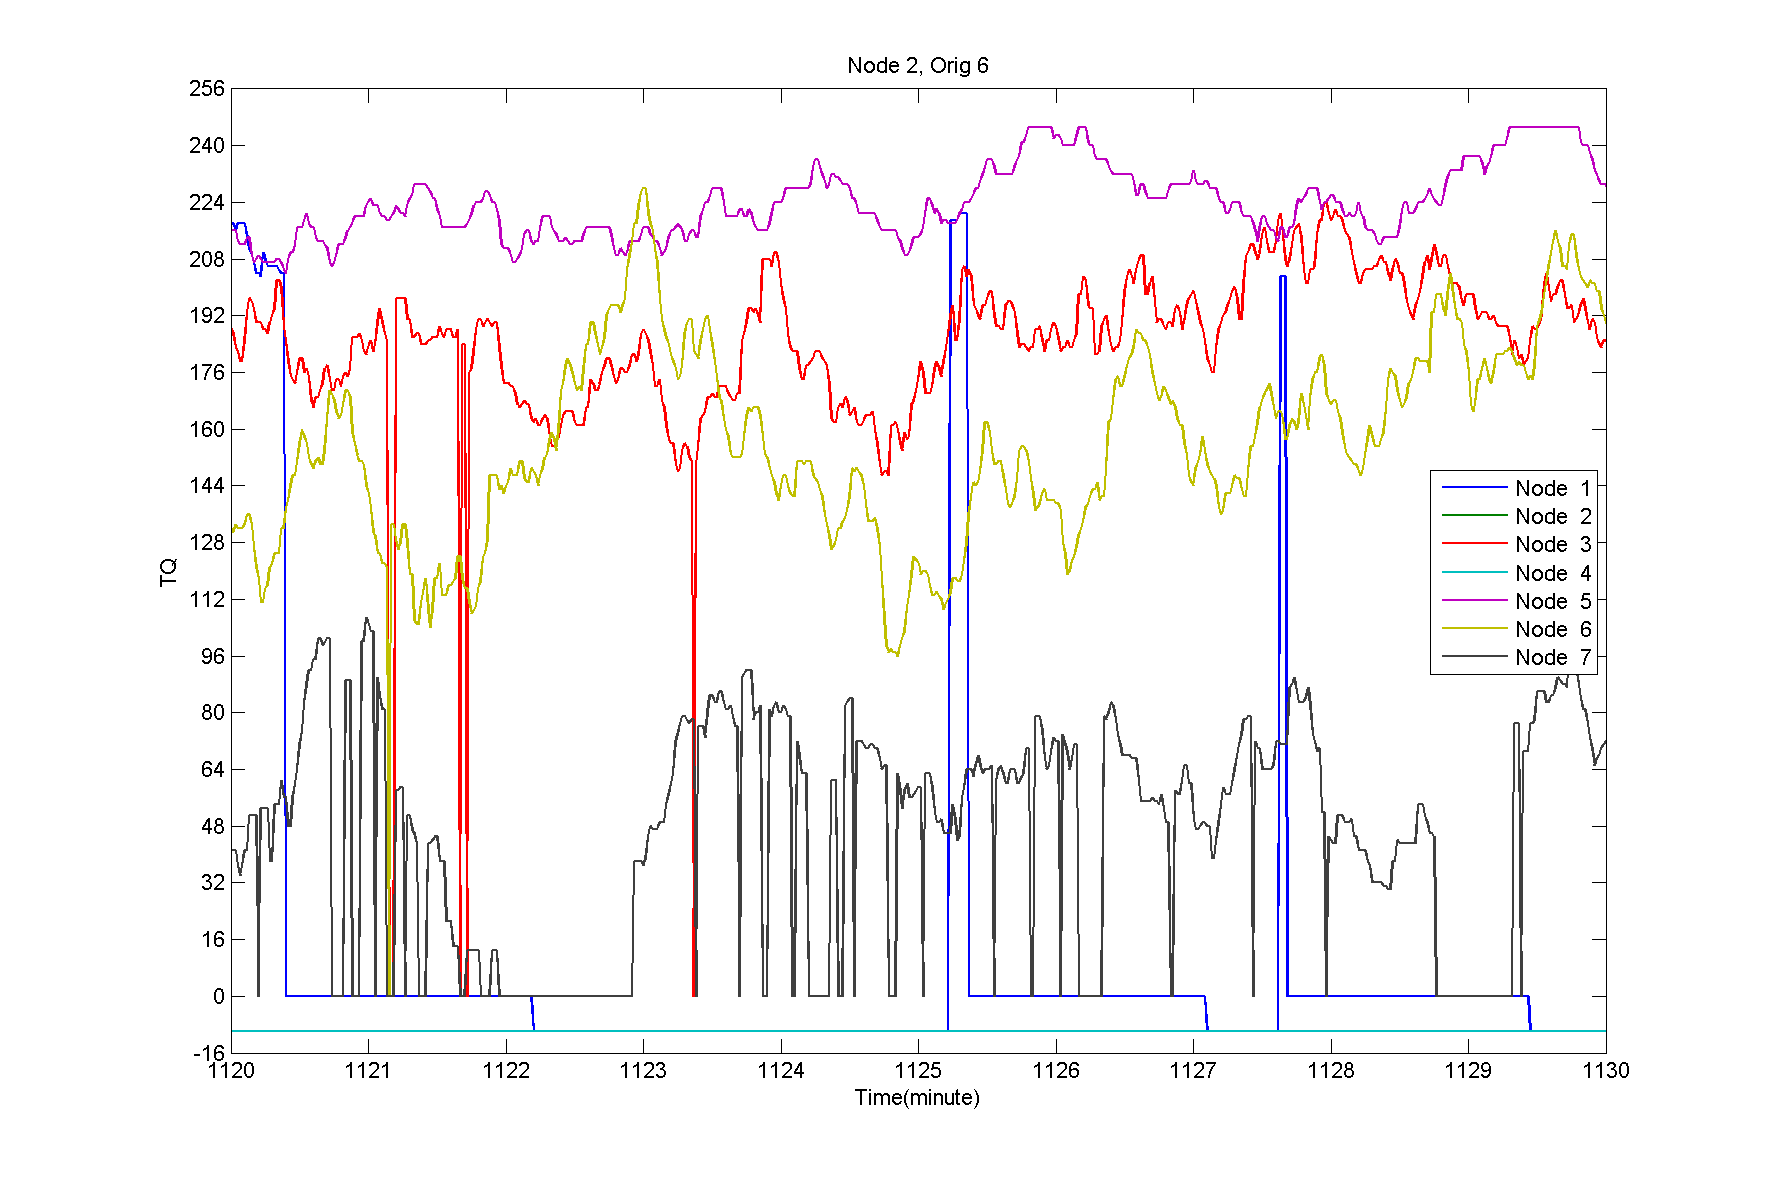 Node 2, Orig 6
256
240
224
208
192
176
160
144
128
112
96
80
64
48
32
16
0
-16
TQ
Node 1
Node 2
Node 3
Node 4
Node 5
Node 6
Node 7
1120 1121 1122 1123 1124 1125 1126 1127 1128 1129 1130
Time(minute)